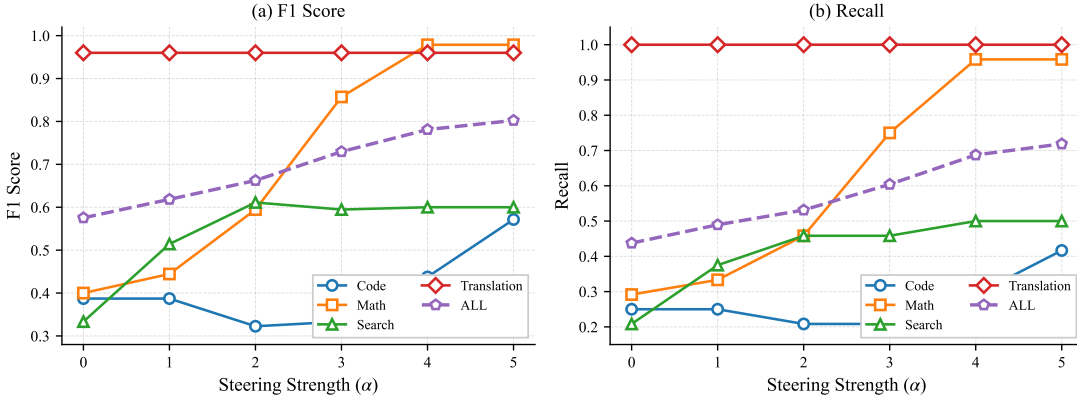 (a) F1 Score
1.0
0.9
0.8
0.7
0.6
0.5
0.4
0.3
F1 Score
0 1 2 3 4 5
Steering Strength (α)
Code
Math
Search
Translation
ALL
(b) Recall
1.0
0.9
0.8
0.7
0.6
0.5
0.4
0.3
0.2
Recall
0 1 2 3 4 5
Steering Strength (α)
Code
Math
Search
Translation
ALL